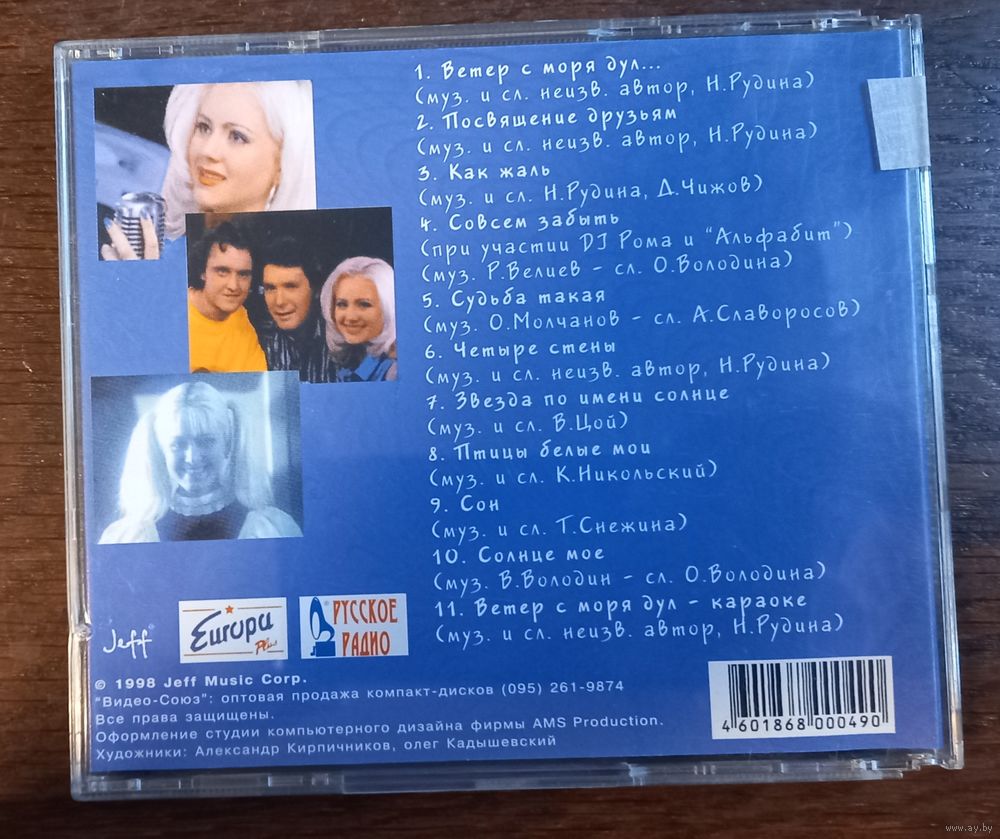 1. Ветер с моря дул...
(муз. и сл. неизв. автор, Н.Рудина)
2. Посвящение друзьям
(муз. и сл. неизв. автор, Н.Рудина)
3. Как жаль
(муз. и сл. Н.Рудина, Д.Чижов)
4. Совсем забыть
(при участии DJ Рома и "Альфабит")
(муз. Р.Велиев - сл. О.Володина)
5. Судьба такая
(муз. О.Молчанов - сл. А.Славоросов)
6. Четыре стены
(муз. и сл. неизв. автор, Н.Рудина)
7. Звезда по имени солнце
(муз. и сл. В.Цой)
8. Птицы белые мои
(муз. и сл. К.Никольский)
9. Сон
(муз. и сл. Т.Снежина)
10. Солнце мое
(муз. В.Володин - сл. О.Володина)
11. Ветер с моря дул - караоке
(муз. и сл. неизв. автор, Н.Рудина)
Jeff
Europa
Plus
РУССКОЕ
РАДИО
© 1998 Jeff Music Corp.
"Видео-Союз": оптовая продажа компакт-дисков (095) 261-9874
Все права защищены.
Оформление студии компьютерного дизайна фирмы AMS Production.
Художники: Александр Кирпичников, олег Кадышевский
4 601868 000490
www.ay.by